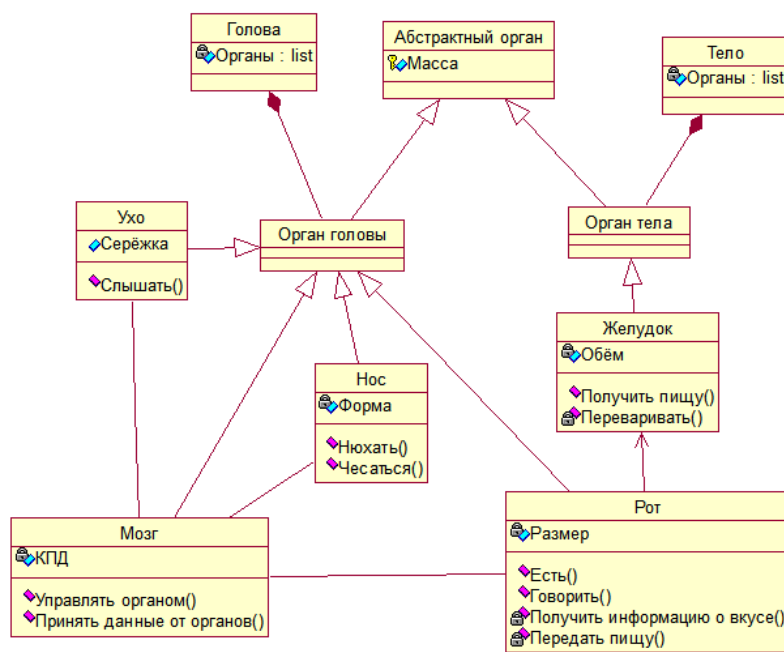 Голова
Органы : list
Абстрактный орган
Масса
Тело
Органы : list
Ухо
Серёжка
Слышать()
Орган головы
Орган тела
Желудок
Обём
Получить пищу()
Переваривать()
Нос
Форма
Нюхать()
Чесаться()
Мозг
КПД
Управлять органом()
Принять данные от органов()
Рот
Размер
Есть()
Говорить()
Получить информацию о вкусе()
Передать пищу()